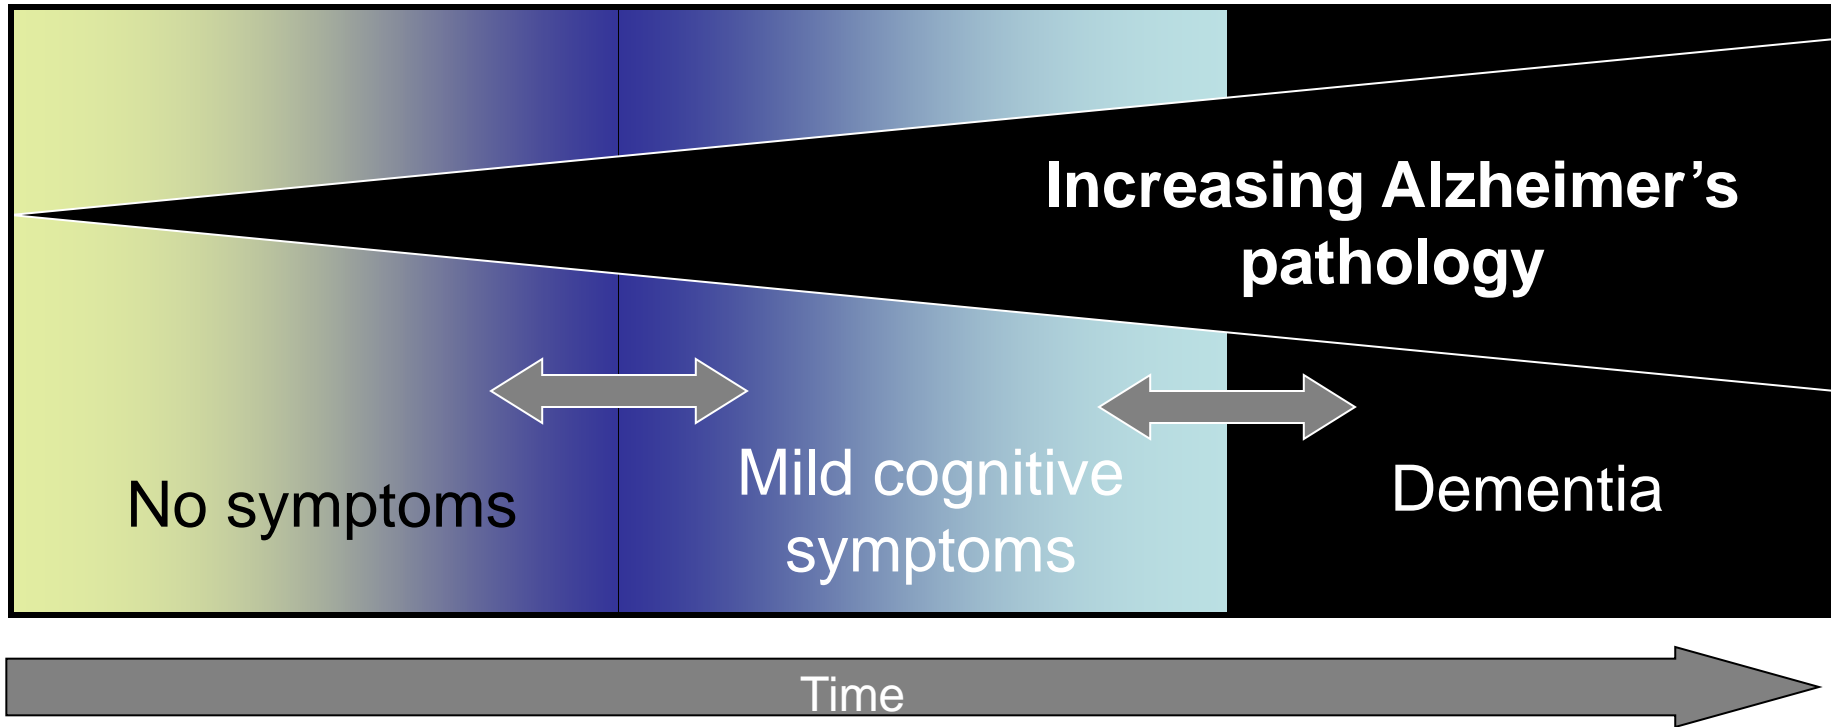 Increasing Alzheimer’s
pathology
No symptoms
Mild cognitive
symptoms
Dementia
Time